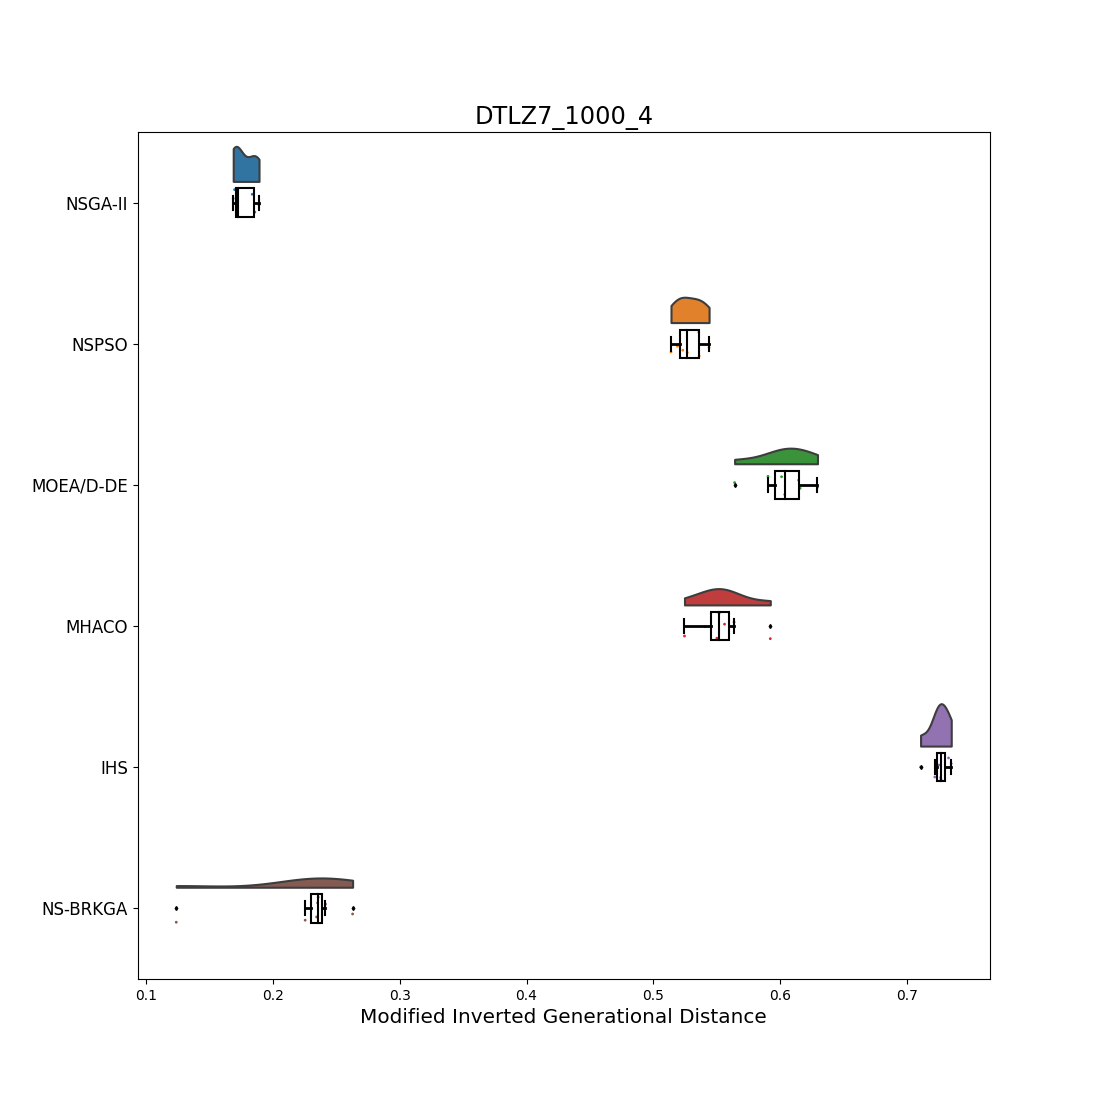 DTLZ7_1000_4
NSGA-II
NSPSO
MOEA/D-DE
MHACO
IHS
NS-BRKGA
0.1 0.2 0.3 0.4 0.5 0.6 0.7
Modified Inverted Generational Distance